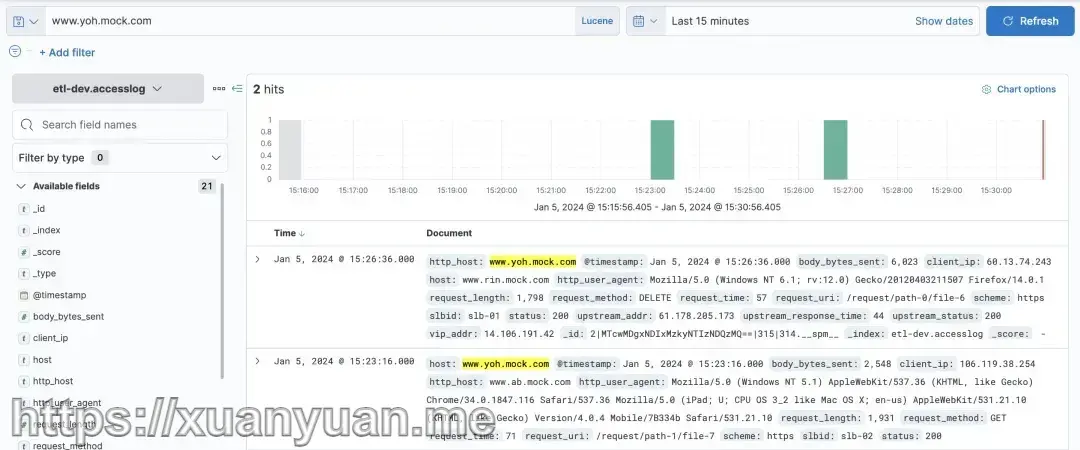 www.yoh.mock.com Lucene Last 15 minutes Show dates Refresh
+ Add filter
etl-dev.accesslog
Search field names
Filter by type 0
Available fields 21
t _id
t _index
# _score
t _type
@timestamp
# body_bytes_sent
t client_ip
t host
t http_host
t http_user_agent
# request_length
t request_method
2 hits
Chart options
1
0.8
0.6
0.4
0.2
0
15:16:00 15:17:00 15:18:00 15:19:00 15:20:00 15:21:00 15:22:00 15:23:00 15:24:00 15:25:00 15:26:00 15:27:00 15:28:00 15:29:00 15:30:00
Jan 5, 2024 @ 15:15:56.405 - Jan 5, 2024 @ 15:30:56.405
Time Document
Jan 5, 2024 @ 15:26:36.000
http_host: www.yoh.mock.com @timestamp: Jan 5, 2024 @ 15:26:36.000 body_bytes_sent: 6,023 client_ip: 60.13.74.243
host: www.rin.mock.com http_user_agent: Mozilla/5.0 (Windows NT 6.1; rv:12.0) Gecko/20120403211507 Firefox/14.0.1
request_length: 1,798 request_method: DELETE request_time: 57 request_uri: /request/path-0/file-6 scheme: https
slbid: slb-01 status: 200 upstream_addr: 61.178.205.173 upstream_response_time: 44 upstream_status: 200
vip_addr: 14.106.191.42 _id: 2|MTcwMDgxNDIxMzkyNTIzNDQzMQ==|315|314.__spm__ _index: etl-dev.accesslog _score: -
Jan 5, 2024 @ 15:23:16.000
host: www.yoh.mock.com @timestamp: Jan 5, 2024 @ 15:23:16.000 body_bytes_sent: 2,548 client_ip: 106.119.38.254
http_host: www.ab.mock.com http_user_agent: Mozilla/5.0 (Windows NT 5.1) AppleWebKit/537.36 (KHTML, like Gecko)
Chrome/34.0.1847.116 Safari/537.36 Mozilla/5.0 (iPad; U; CPU OS 3_2 like Mac OS X; en-us) AppleWebKit/531.21.10
(KHTML, like Gecko) Version/4.0.4 Mobile/7B334b Safari/531.21.10 request_length: 1,931 request_method: GET
request_time: 71 request_uri: /request/path-1/file-7 scheme: https slbid: slb-02 status: 200
https://xuanyuan.me